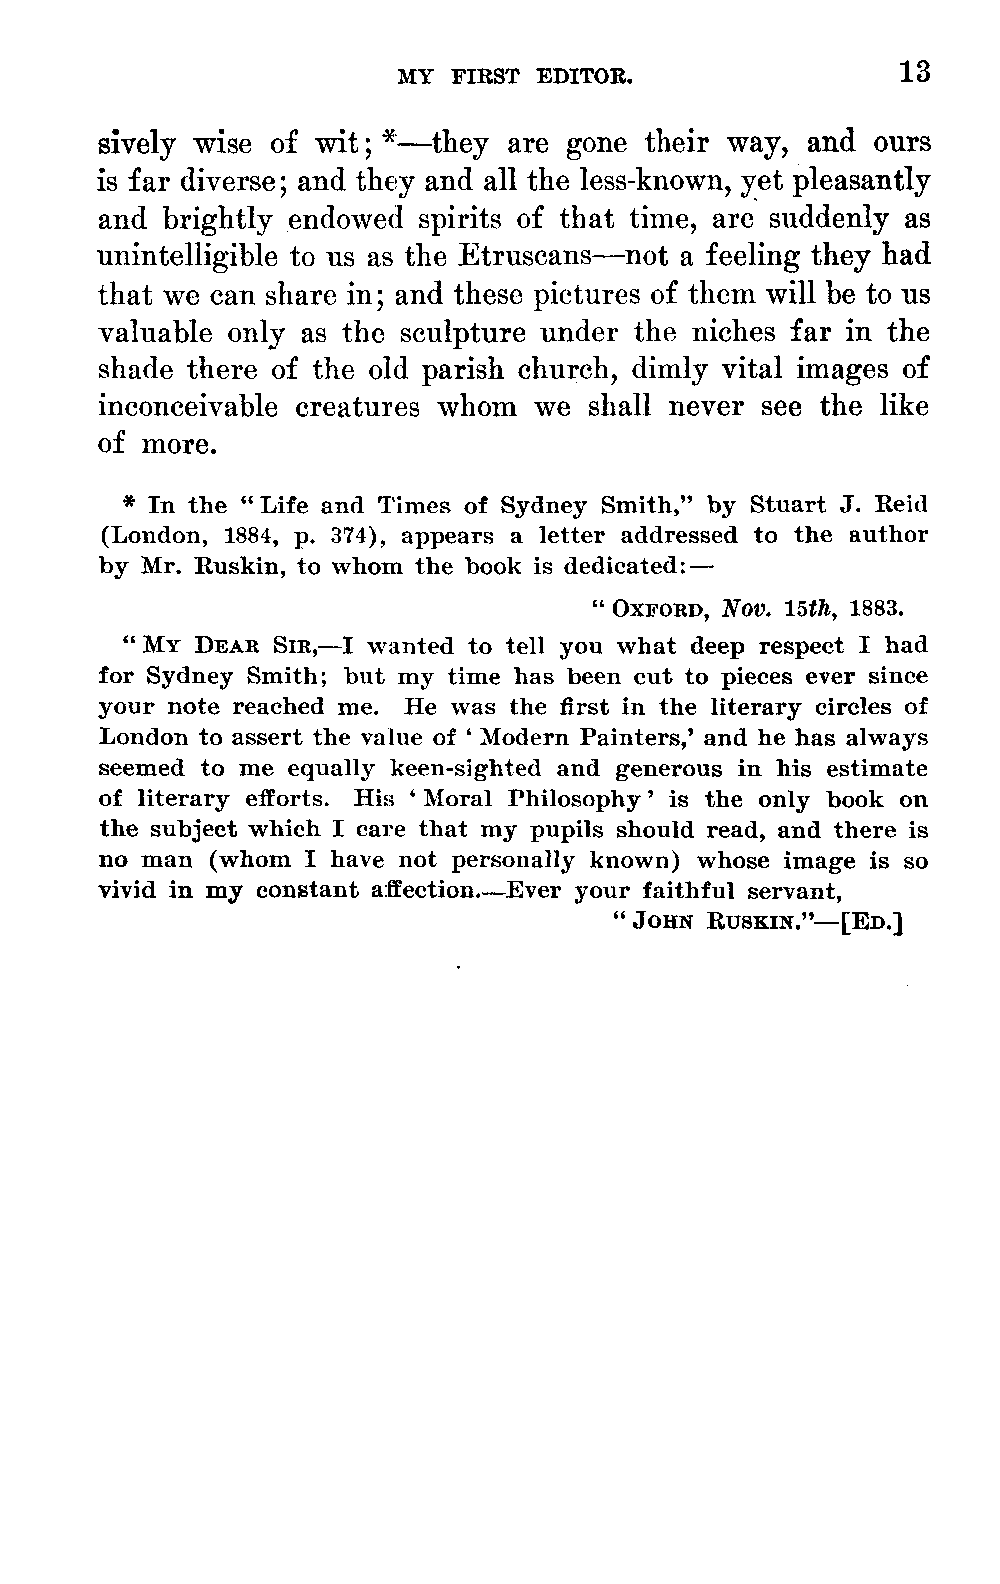 MY FIRST EDITOR. 13
sively wise of wit; *—they are gone their way, and ours
is far diverse; and they and all the less-known, yet pleasantly
and brightly endowed spirits of that time, are suddenly as
unintelligible to us as the Etruscans—not a feeling they had
that we can share in; and these pictures of them will be to us
valuable only as the sculpture under the niches far in the
shade there of the old parish church, dimly vital images of
inconceivable creatures whom we shall never see the like
of more.
* In the “Life and Times of Sydney Smith,” by Stuart J. Reid
(London, 1884, p. 374), appears a letter addressed to the author
by Mr. Ruskin, to whom the book is dedicated:—
“OXFORD, Nov. 15th, 1883.
“MY DEAR SIR,—I wanted to tell you what deep respect I had
for Sydney Smith; but my time has been cut to pieces ever since
your note reached me. He was the first in the literary circles of
London to assert the value of ‘Modern Painters,’ and he has always
seemed to me equally keen-sighted and generous in his estimate
of literary efforts. His ‘Moral Philosophy’ is the only book on
the subject which I care that my pupils should read, and there is
no man (whom I have not personally known) whose image is so
vivid in my constant affection.—Ever your faithful servant,
“JOHN RUSKIN.”—[ED.]